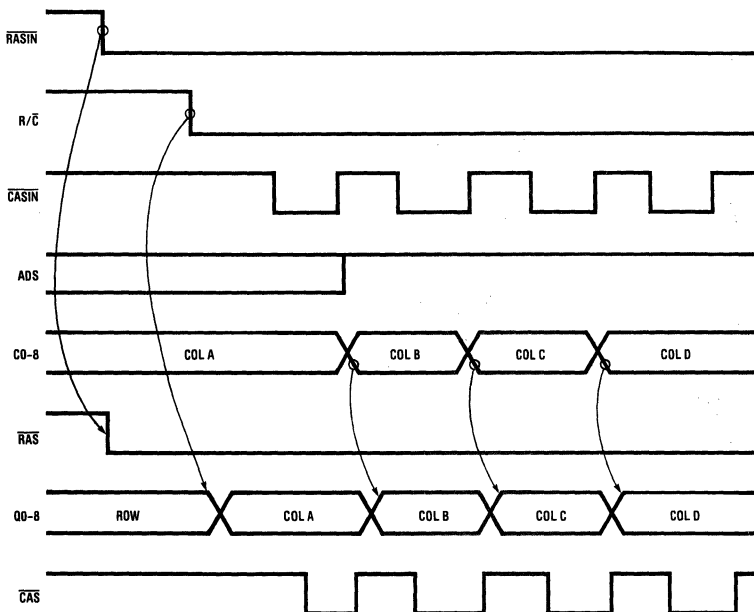 RASIN
R/C
CASIN
ADS
C0-8
COL A COL B COL C COL D
RAS
Q0-8
ROW COL A COL B COL C COL D
CAS